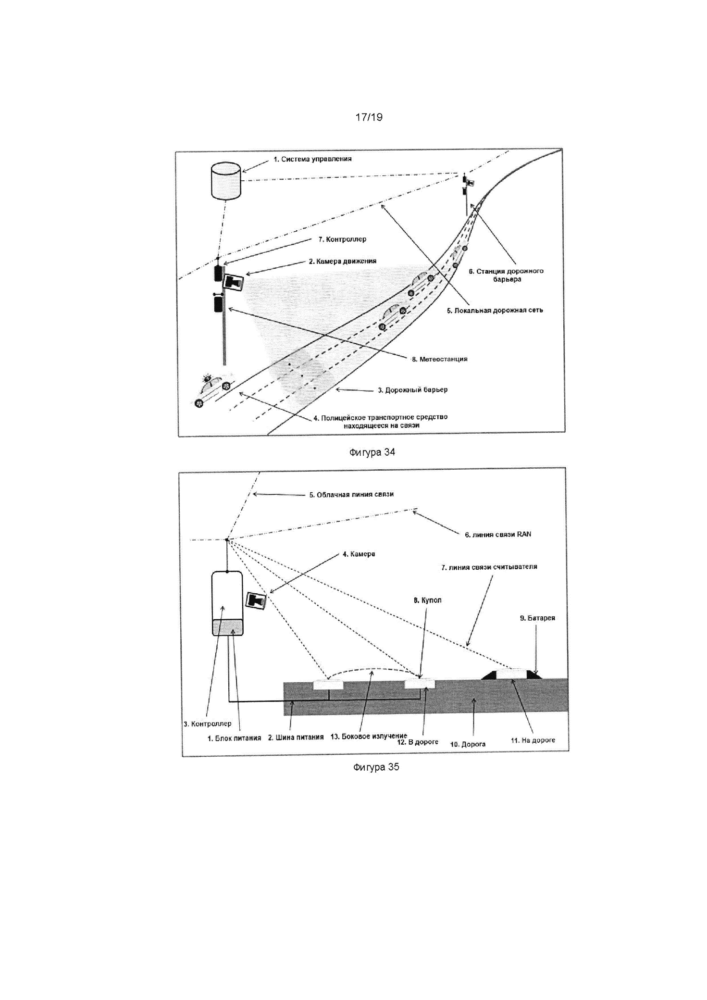 17/19
1. Система управления
7. Контроллер
2. Камера движения
6. Станция дорожного
барьера
5. Локальная дорожная сеть
8. Метеостанция
3. Дорожный барьер
4. Полицейское транспортное средство
находящееся на связи
Фигура 34
5. Облачная линия связи
6. линия связи RAN
4. Камера
7. линия связи считывателя
8. Купол
9. Батарея
3. Контроллер
1. Блок питания
2. Шина питания
13. Боковое излучение
12. В дороге
10. Дорога
11. На дороге
Фигура 35